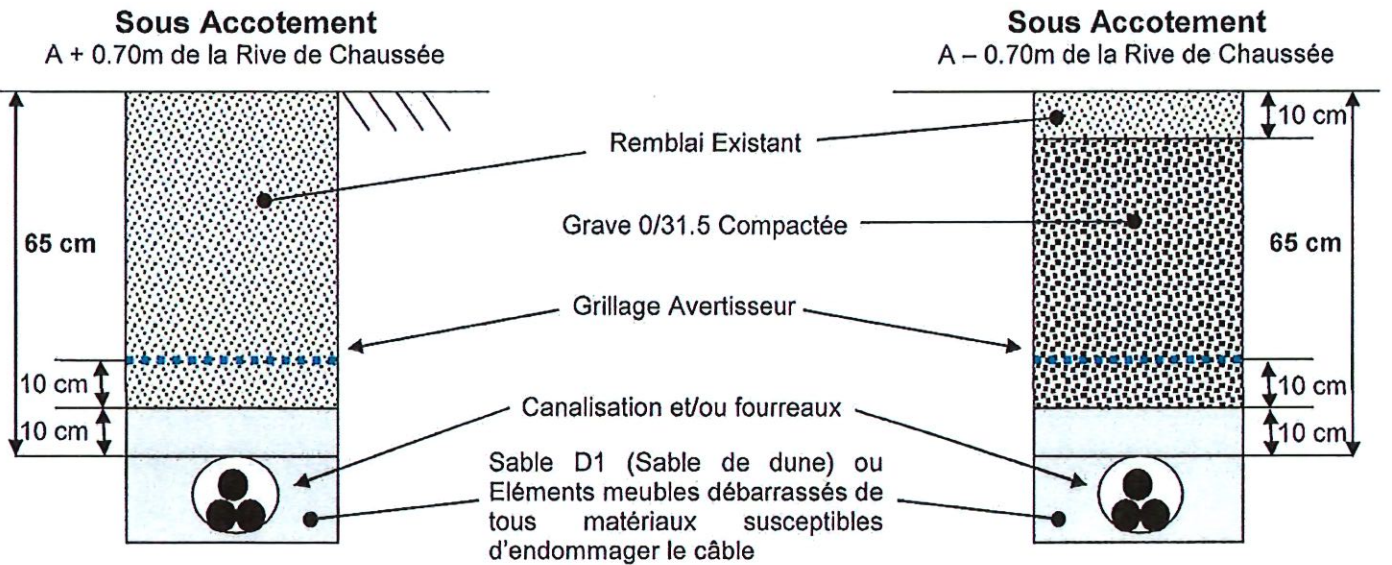 Sous Accotement
A + 0.70m de la Rive de Chaussée
Sous Accotement
A – 0.70m de la Rive de Chaussée
10 cm
Remblai Existant
Grave 0/31.5 Compactée
65 cm
65 cm
Grillage Avertisseur
10 cm
10 cm
Canalisation et/ou fourreaux
10 cm
10 cm
Sable D1 (Sable de dune) ou
Eléments meubles débarrassés de
tous matériaux susceptibles
d'endommager le câble